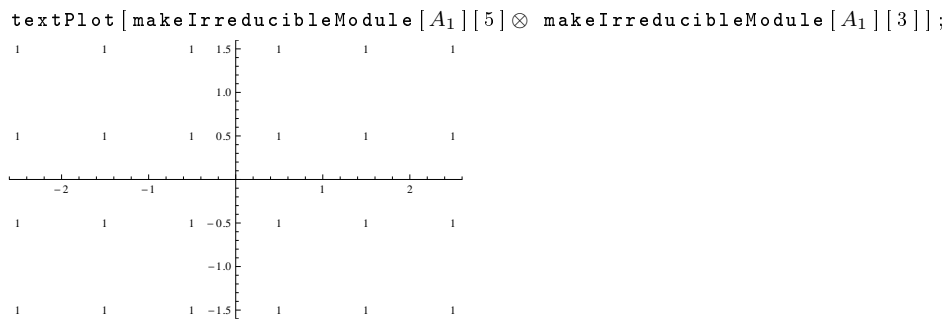 textPlot[makeIrreducibleModule[A₁][5]⊗ makeIrreducibleModule[A₁][3]];
1 1 1 1.5 1 1 1
1.0
1 1 1 0.5 1 1 1
−2 −1 1 2
1 1 1 −0.5 1 1 1
−1.0
1 1 1 −1.5 1 1 1